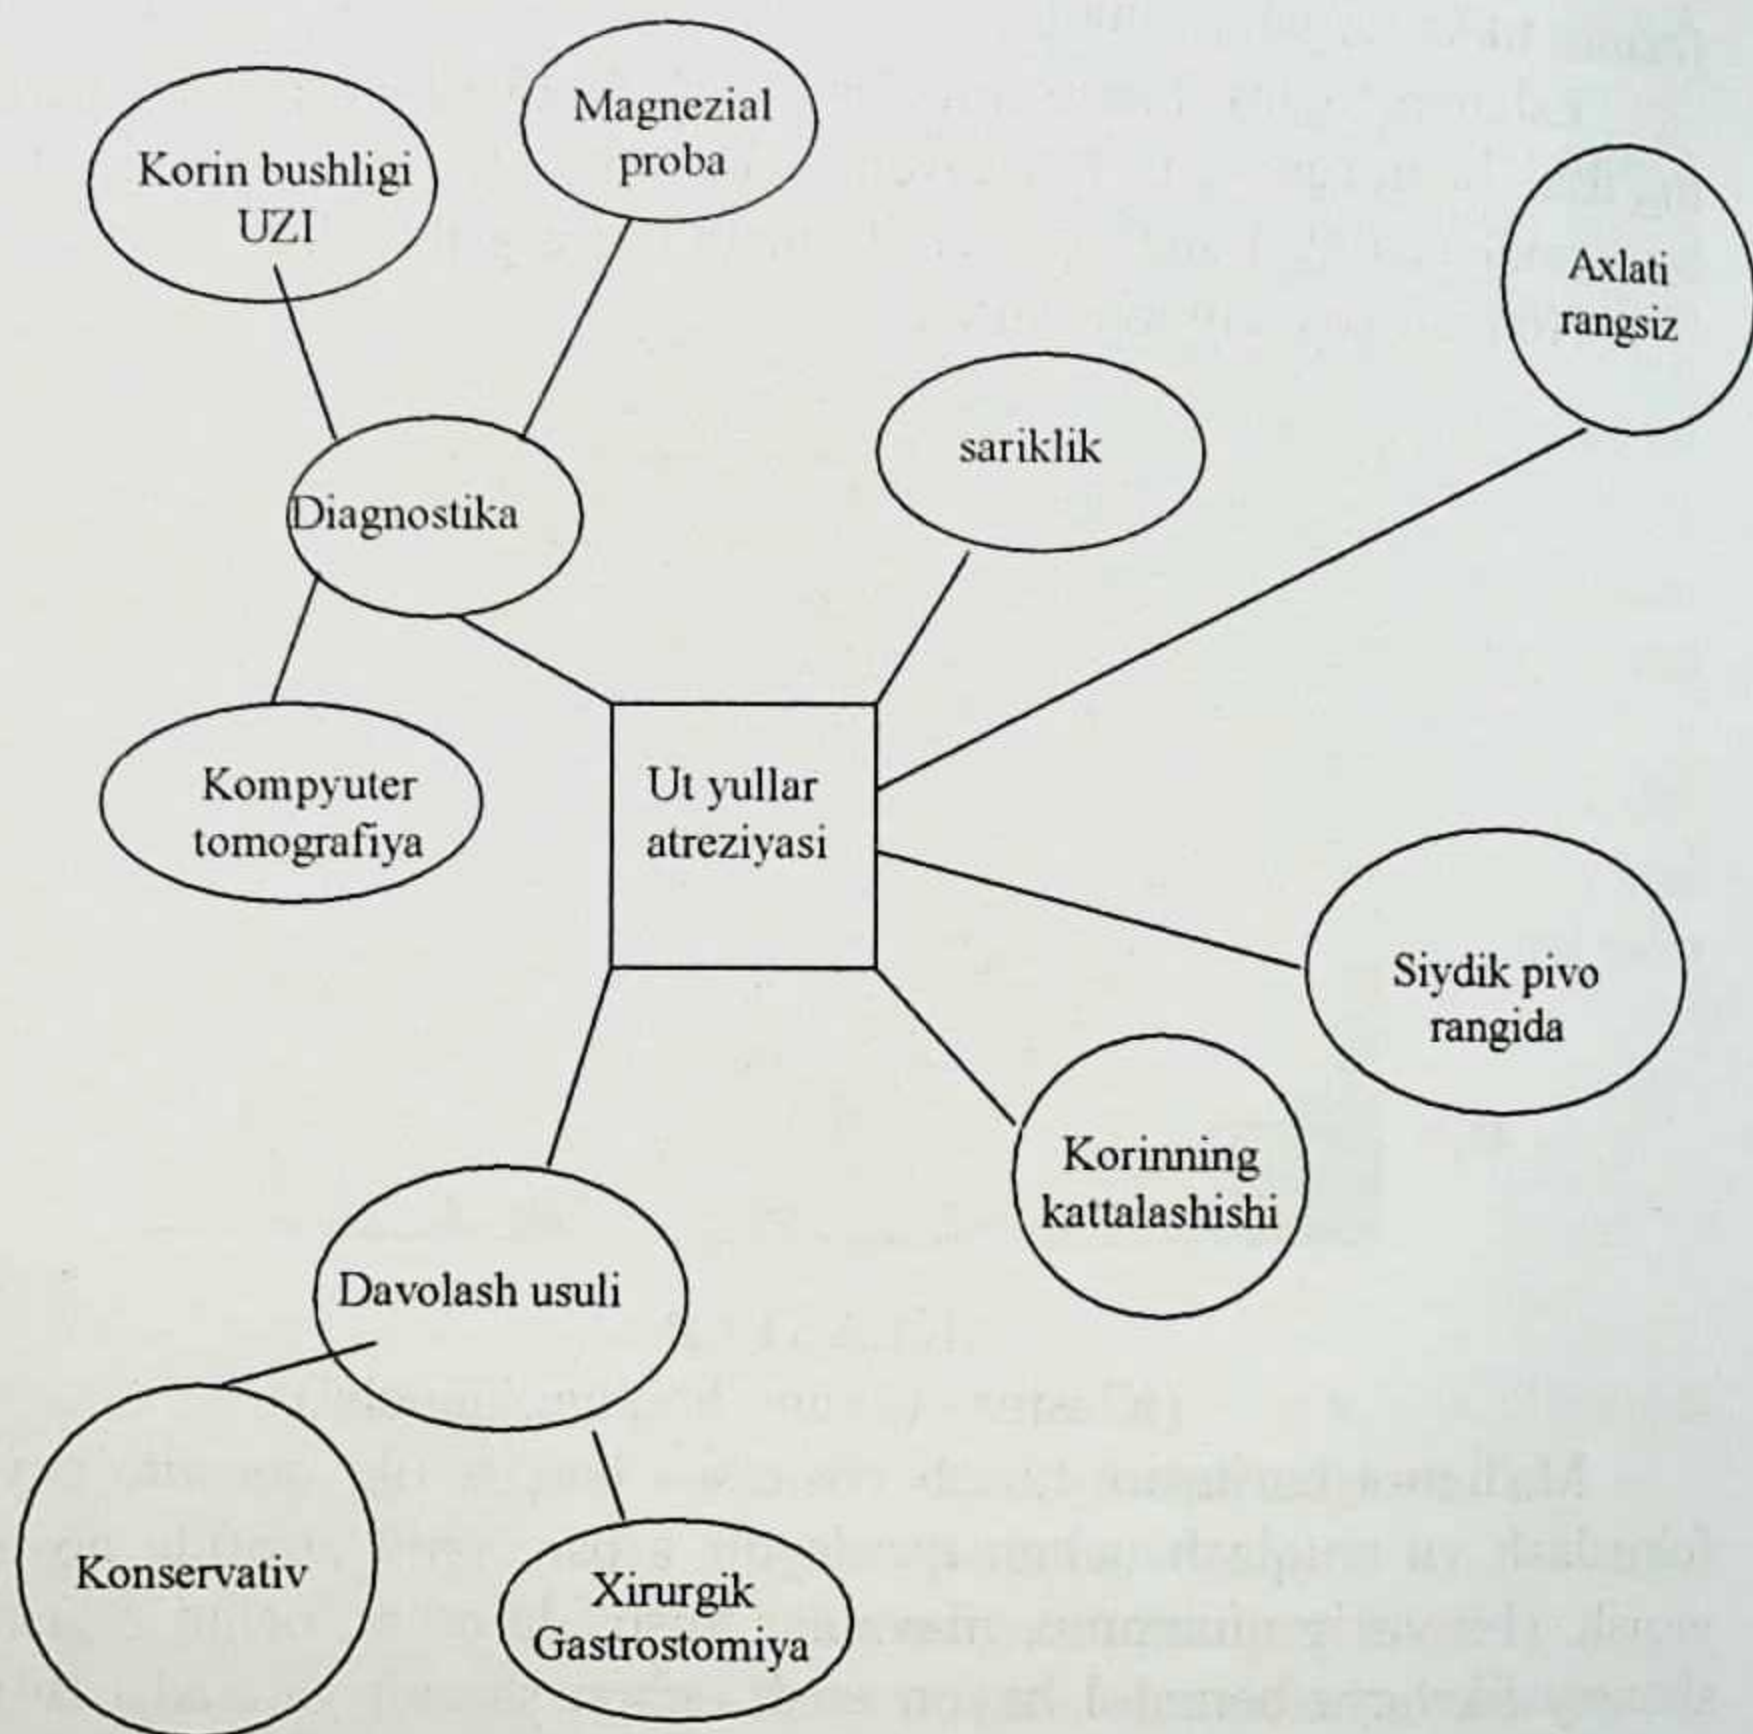 Magnezial
proba
Korin bushligi
UZI
Axlati
rangsiz
sariklik
Diagnostika
Kompyuter
tomografiya
Ut yullar
atreziyasi
Siydik pivo
rangida
Korinning
kattalashishi
Davolash usuli
Konservativ
Xirurgik
Gastrostomiya